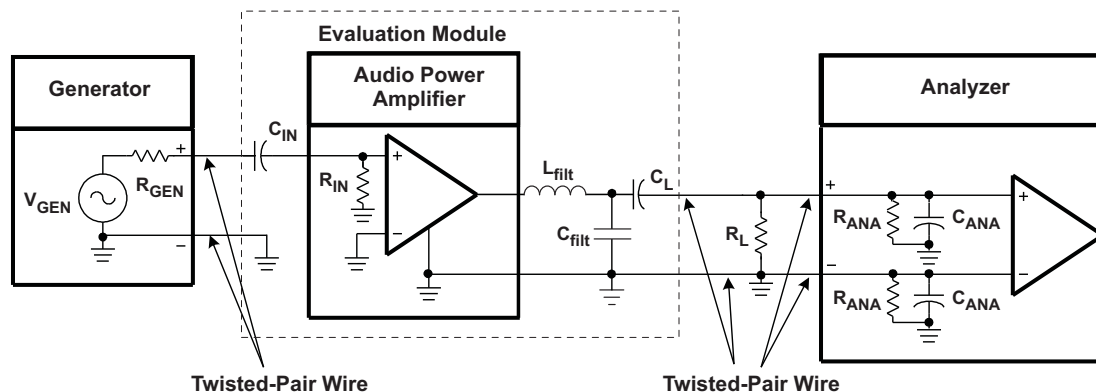 Evaluation Module
Generator
Audio Power
Amplifier
Analyzer
C_IN
+
R_GEN
V_GEN
−
R_IN
+
−
L_filt
C_filt
C_L
R_L
+
R_ANA
C_ANA
+
−
R_ANA
C_ANA
−
Twisted-Pair Wire
Twisted-Pair Wire